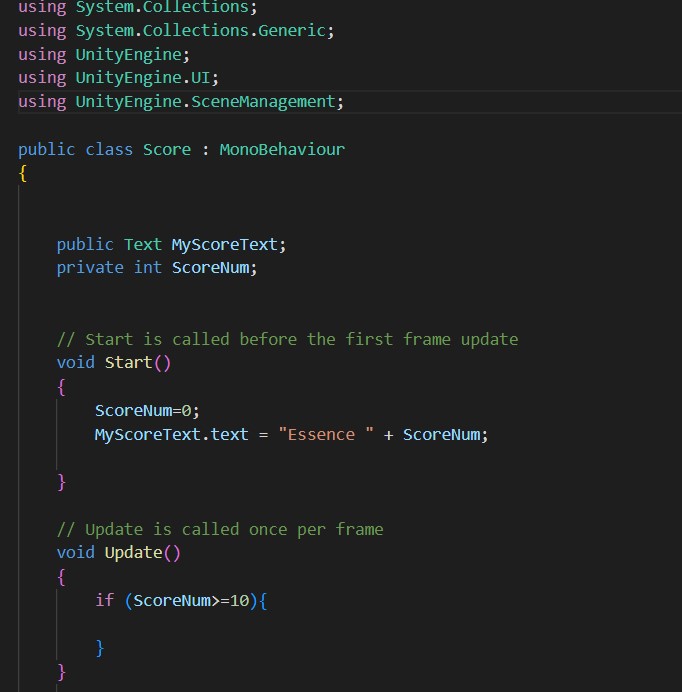 using System.Collections;
using System.Collections.Generic;
using UnityEngine;
using UnityEngine.UI;
using UnityEngine.SceneManagement;
public class Score : MonoBehaviour
{
public Text MyScoreText;
private int ScoreNum;
// Start is called before the first frame update
void Start()
{
ScoreNum=0;
MyScoreText.text = "Essence " + ScoreNum;
}
// Update is called once per frame
void Update()
{
if (ScoreNum>=10){
}
}